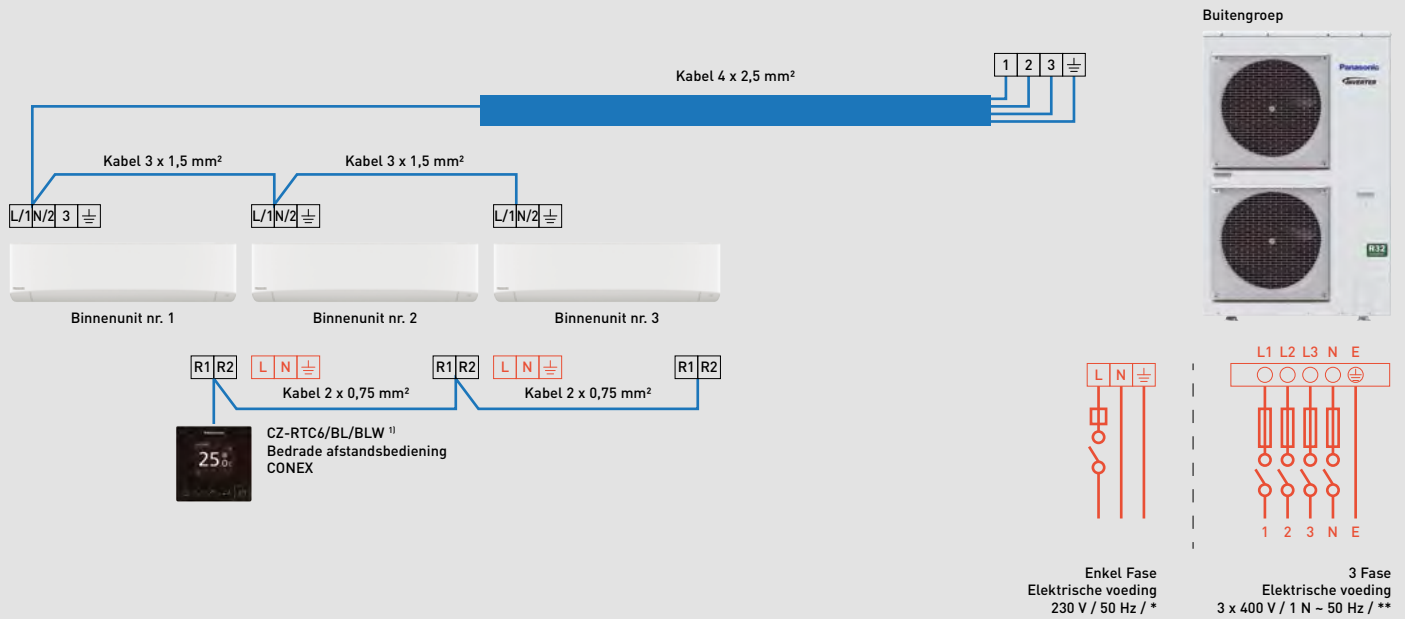 Buitengroep
Panasonic
INVERTER
R32
1 2 3
Kabel 4 x 2,5 mm²
Kabel 3 x 1,5 mm²
Kabel 3 x 1,5 mm²
L/1 N/2 3
L/1 N/2
L/1 N/2
Binnenunit nr. 1
Binnenunit nr. 2
Binnenunit nr. 3
R1 R2
L N
R1 R2
L N
R1 R2
Kabel 2 x 0,75 mm²
Kabel 2 x 0,75 mm²
25.0
CZ-RTC6/BL/BLW ¹⁾
Bedrade afstandsbediening
CONEX
L N
Enkel Fase
Elektrische voeding
230 V / 50 Hz / *
L1 L2 L3 N E
1 2 3 N E
3 Fase
Elektrische voeding
3 x 400 V / 1 N ~ 50 Hz / **